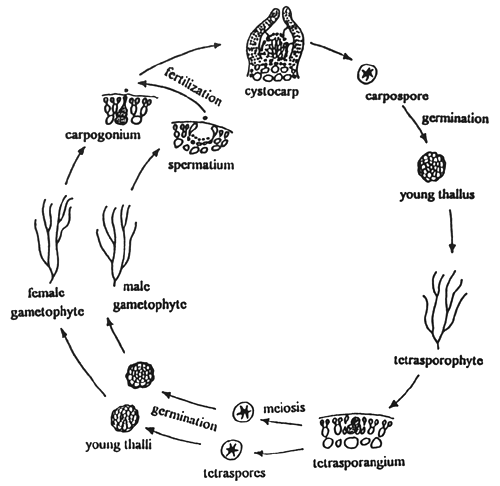 cystocarp
carpospore
germination
young thallus
tetrasporophyte
tetrasporangium
meiosis
tetraspores
germination
young thalli
male
gametophyte
female
gametophyte
spermatium
carpogonium
fertilization